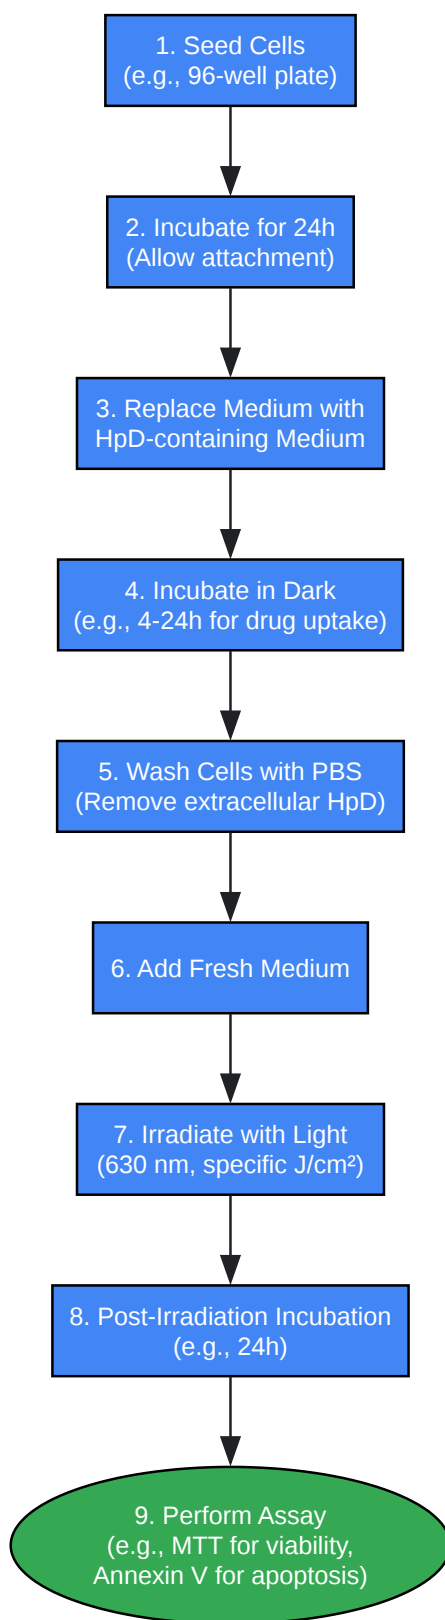 1. Seed Cells
(e.g., 96-well plate)
2. Incubate for 24h
(Allow attachment)
3. Replace Medium with
HpD-containing Medium
4. Incubate in Dark
(e.g., 4-24h for drug uptake)
5. Wash Cells with PBS
(Remove extracellular HpD)
6. Add Fresh Medium
7. Irradiate with Light
(630 nm, specific J/cm²)
8. Post-Irradiation Incubation
(e.g., 24h)
9. Perform Assay
(e.g., MTT for viability,
Annexin V for apoptosis)